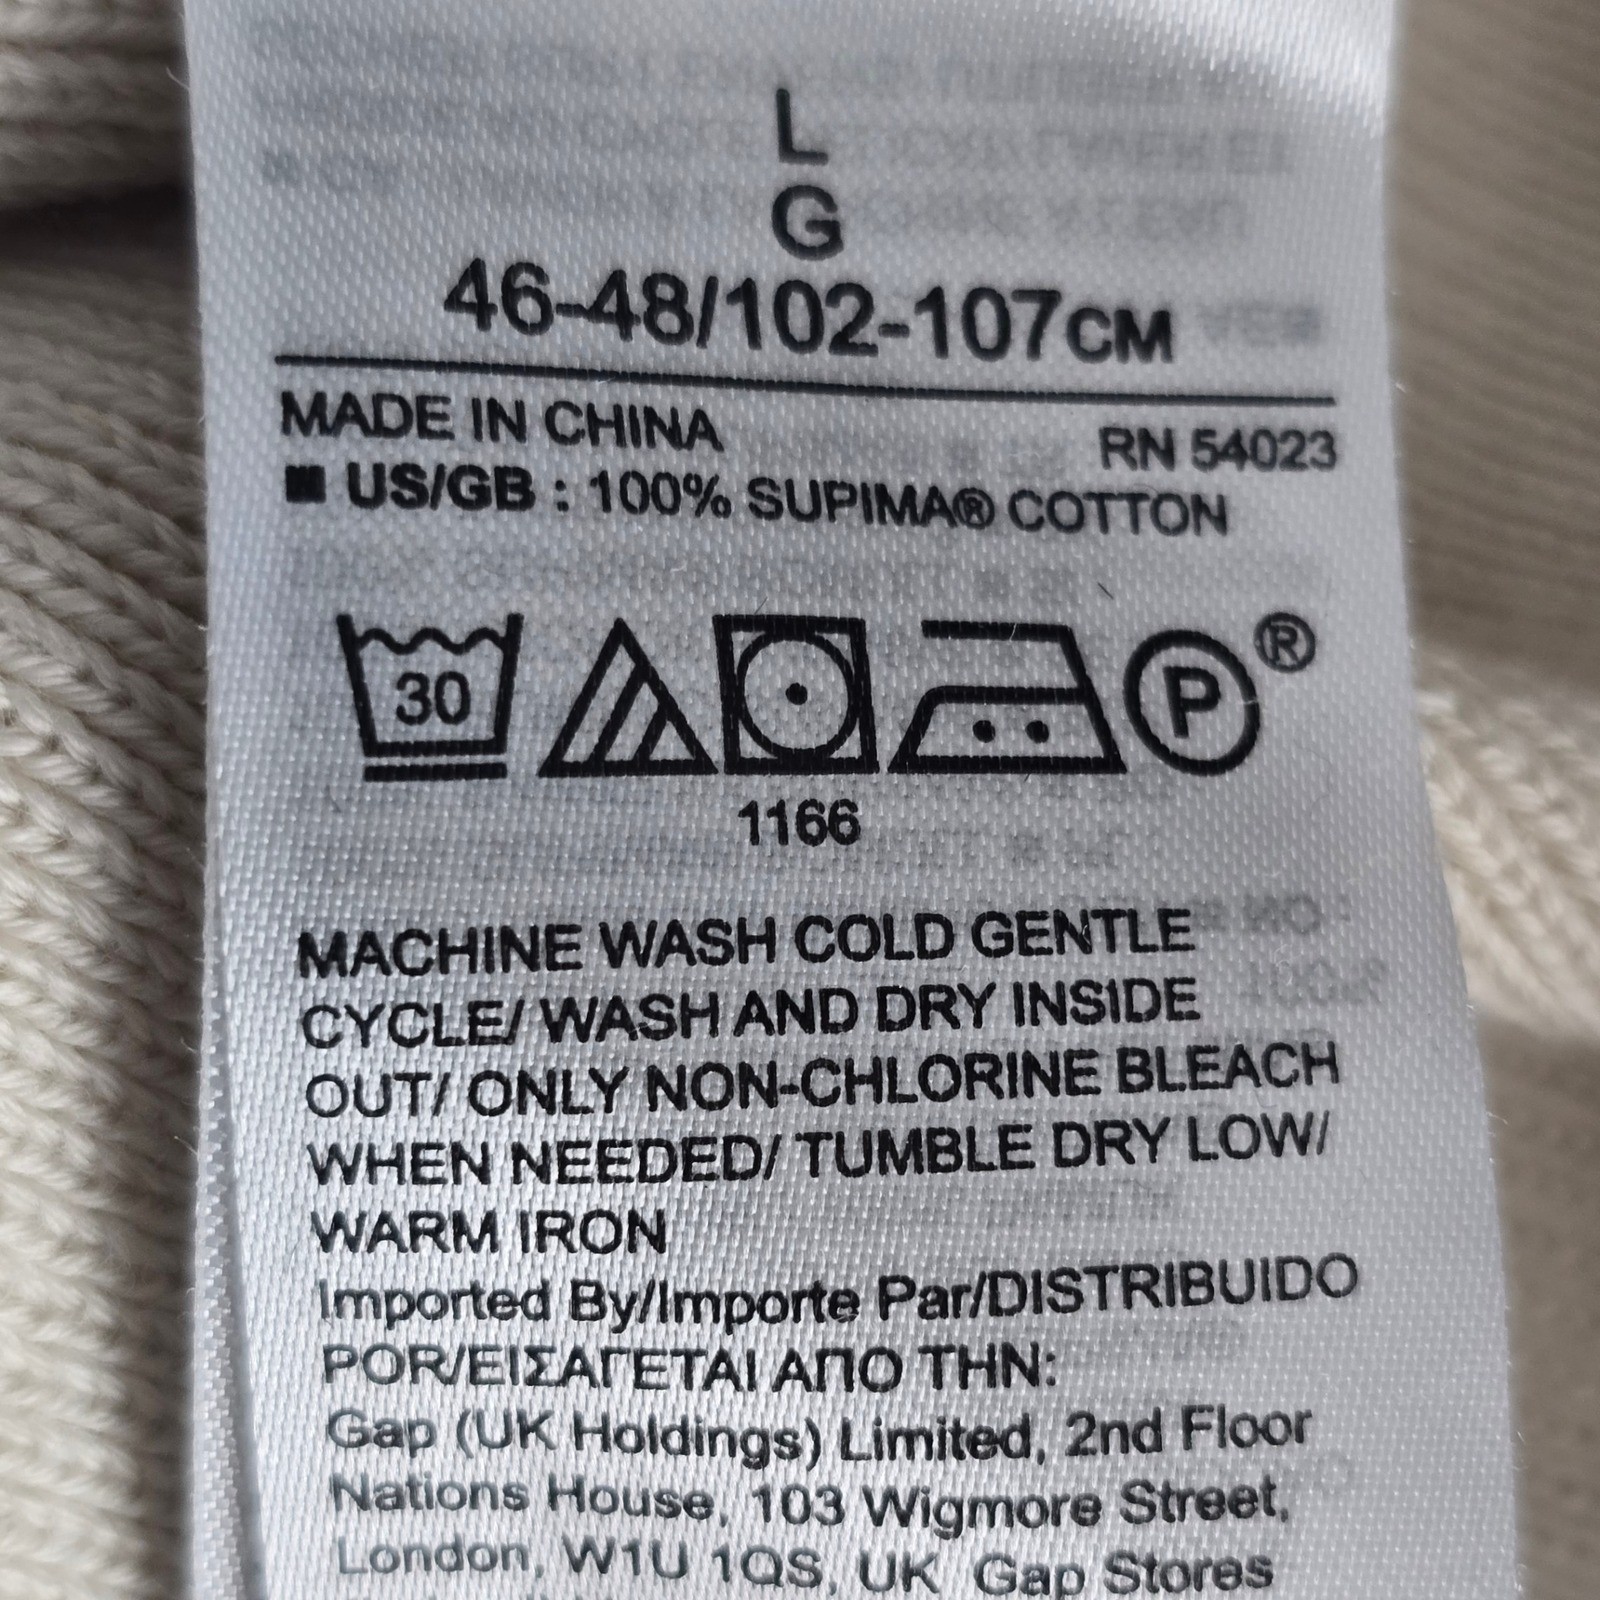 L
G
46-48/102-107CM
MADE IN CHINA RN 54023
■ US/GB : 100% SUPIMA® COTTON
30 P ®
1166
MACHINE WASH COLD GENTLE
CYCLE/ WASH AND DRY INSIDE
OUT/ ONLY NON-CHLORINE BLEACH
WHEN NEEDED/ TUMBLE DRY LOW/
WARM IRON
Imported By/Importe Par/DISTRIBUIDO
POR/ΕΙΣΑΓΕΤΑΙ ΑΠΟ ΤΗΝ:
Gap (UK Holdings) Limited, 2nd Floor
Nations House, 103 Wigmore Street,
London, W1U 1QS, UK Gap Stores